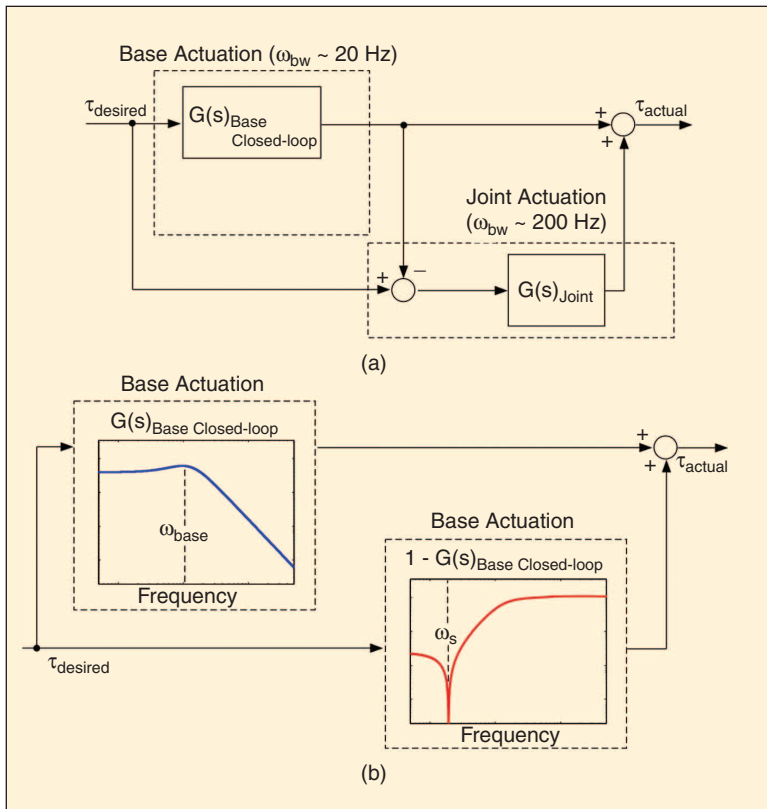 Base Actuation (ω_bw ~ 20 Hz)
τ_desired
G(s)_Base Closed-loop
+
+
τ_actual
Joint Actuation
(ω_bw ~ 200 Hz)
+
−
G(s)_Joint
(a)
Base Actuation
G(s)_Base Closed-loop
ω_base
Frequency
+
+
τ_actual
Base Actuation
1 - G(s)_Base Closed-loop
ω_s
Frequency
τ_desired
(b)